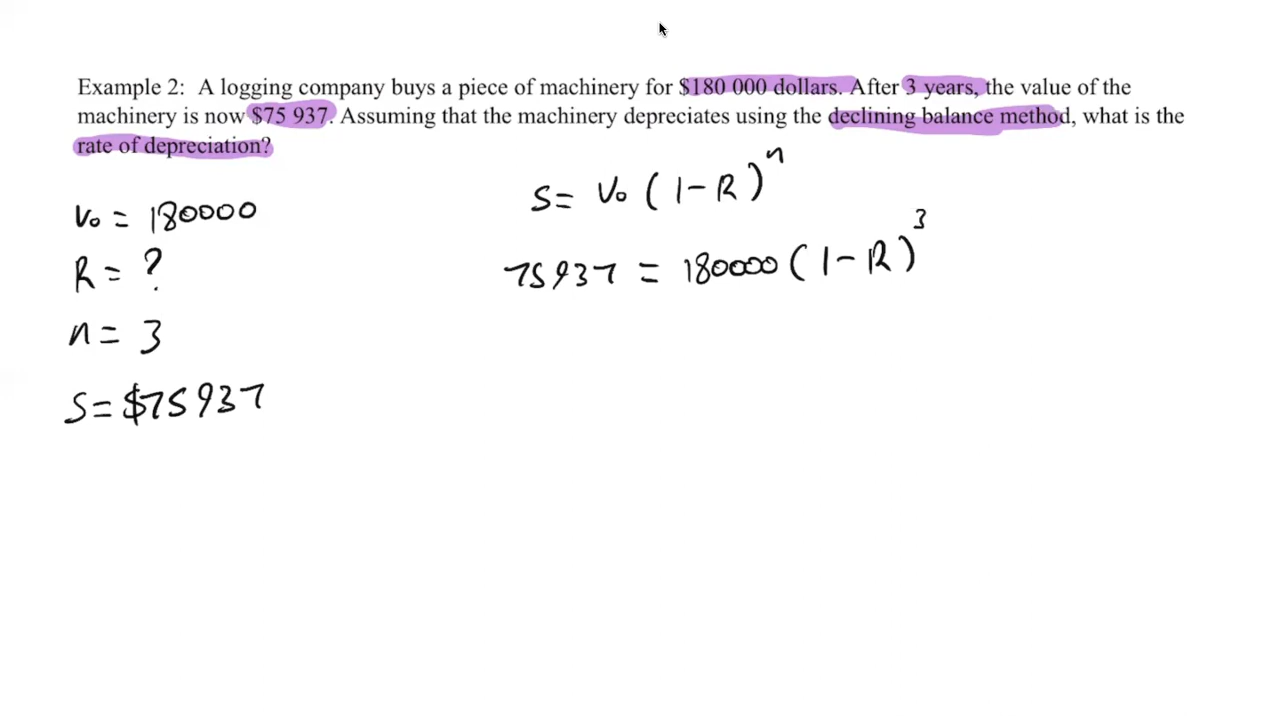 Example 2: A logging company buys a piece of machinery for $180 000 dollars. After 3 years, the value of the
machinery is now $75 937. Assuming that the machinery depreciates using the declining balance method, what is the
rate of depreciation?
V₀ = 180000
R = ?
n = 3
S = $75937
S = V₀ (1 - R)ⁿ
75937 = 180000 (1 - R)³